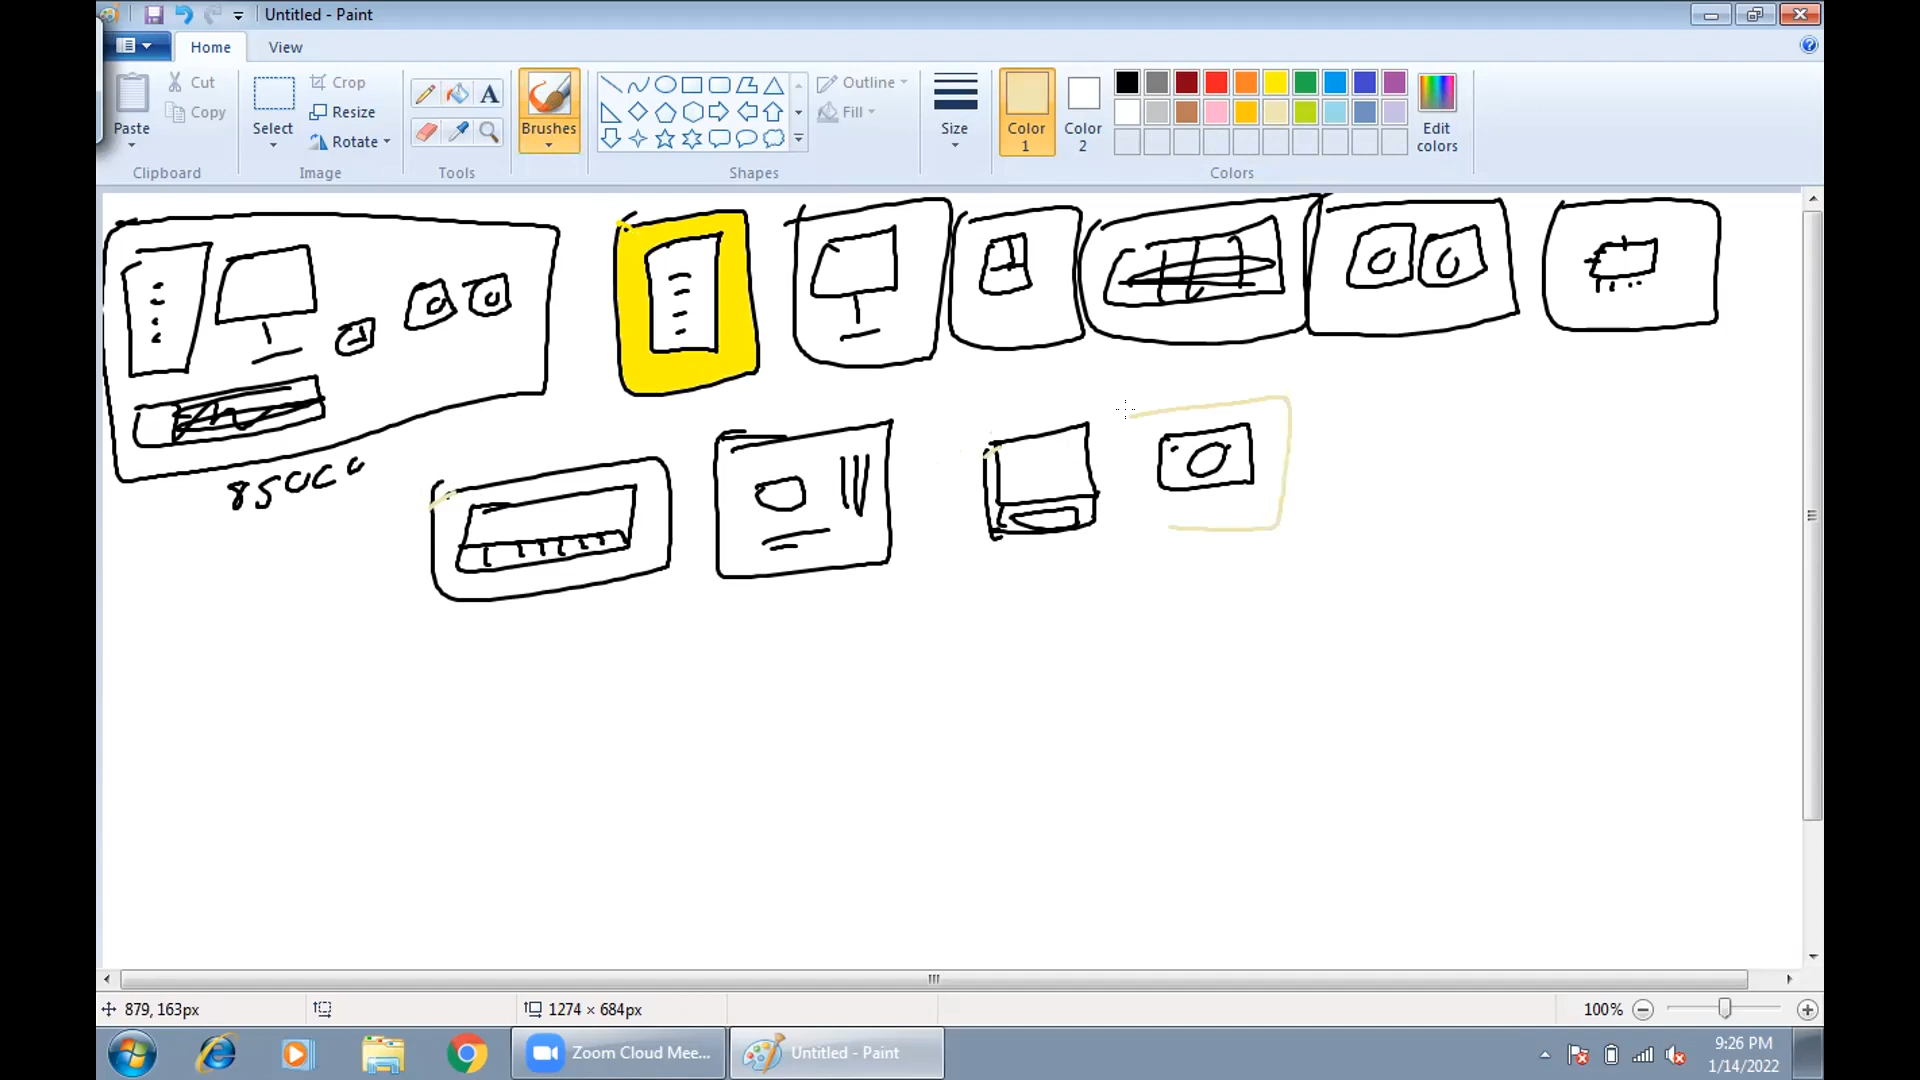 Untitled - Paint
Home View
Paste
Cut
Copy
Clipboard
Select
Crop
Resize
Rotate
Image
A
Tools
Brushes
Outline
Fill
Shapes
Size
Color 1
Color 2
Edit colors
Colors
85000
879, 163px
1274 × 684px
100%
Zoom Cloud Mee...
Untitled - Paint
9:26 PM
1/14/2022